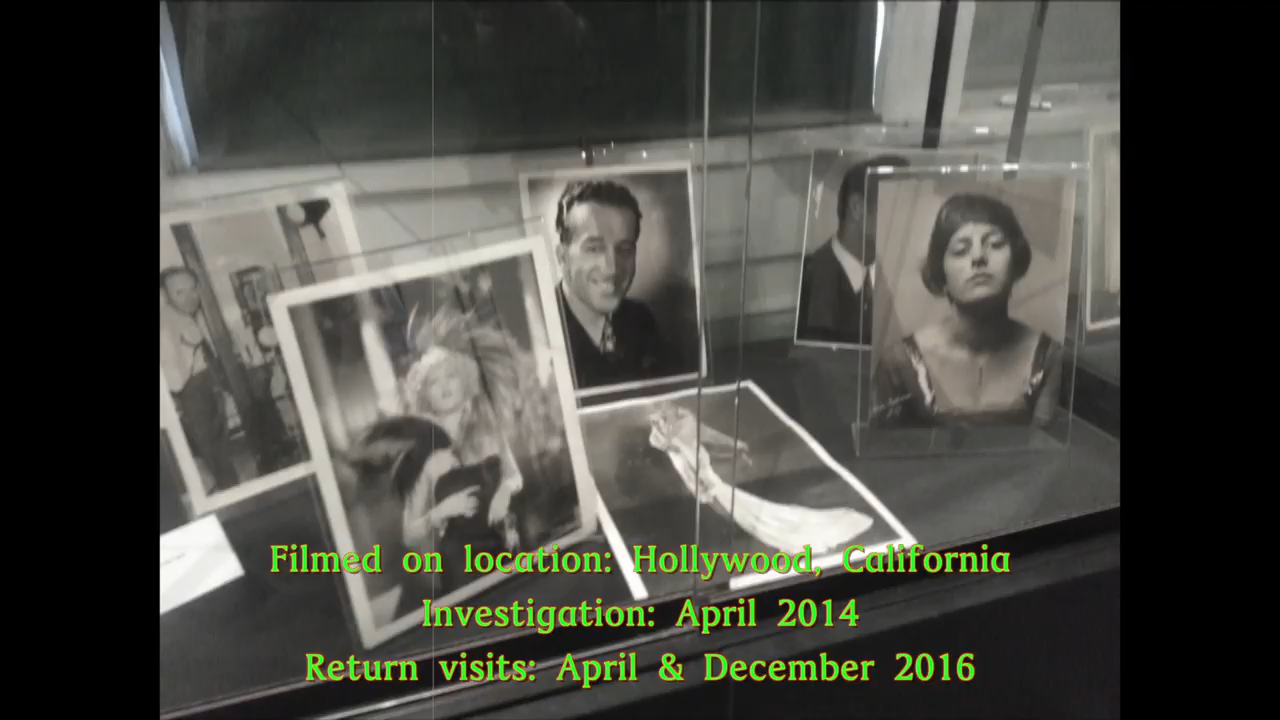 Filmed on location: Hollywood, California
Investigation: April 2014
Return visits: April & December 2016